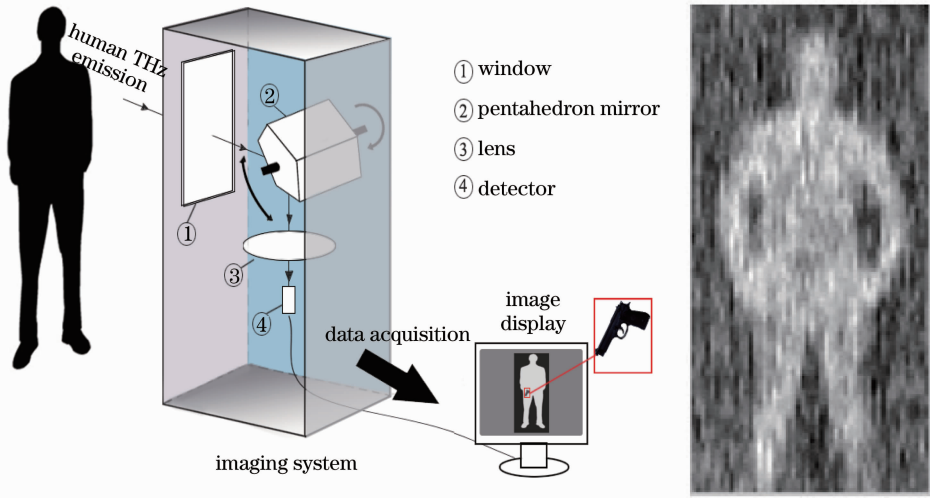 human THz
emission
① window
② pentahedron mirror
③ lens
④ detector
②
①
③
④
image
display
data acquisition
imaging system